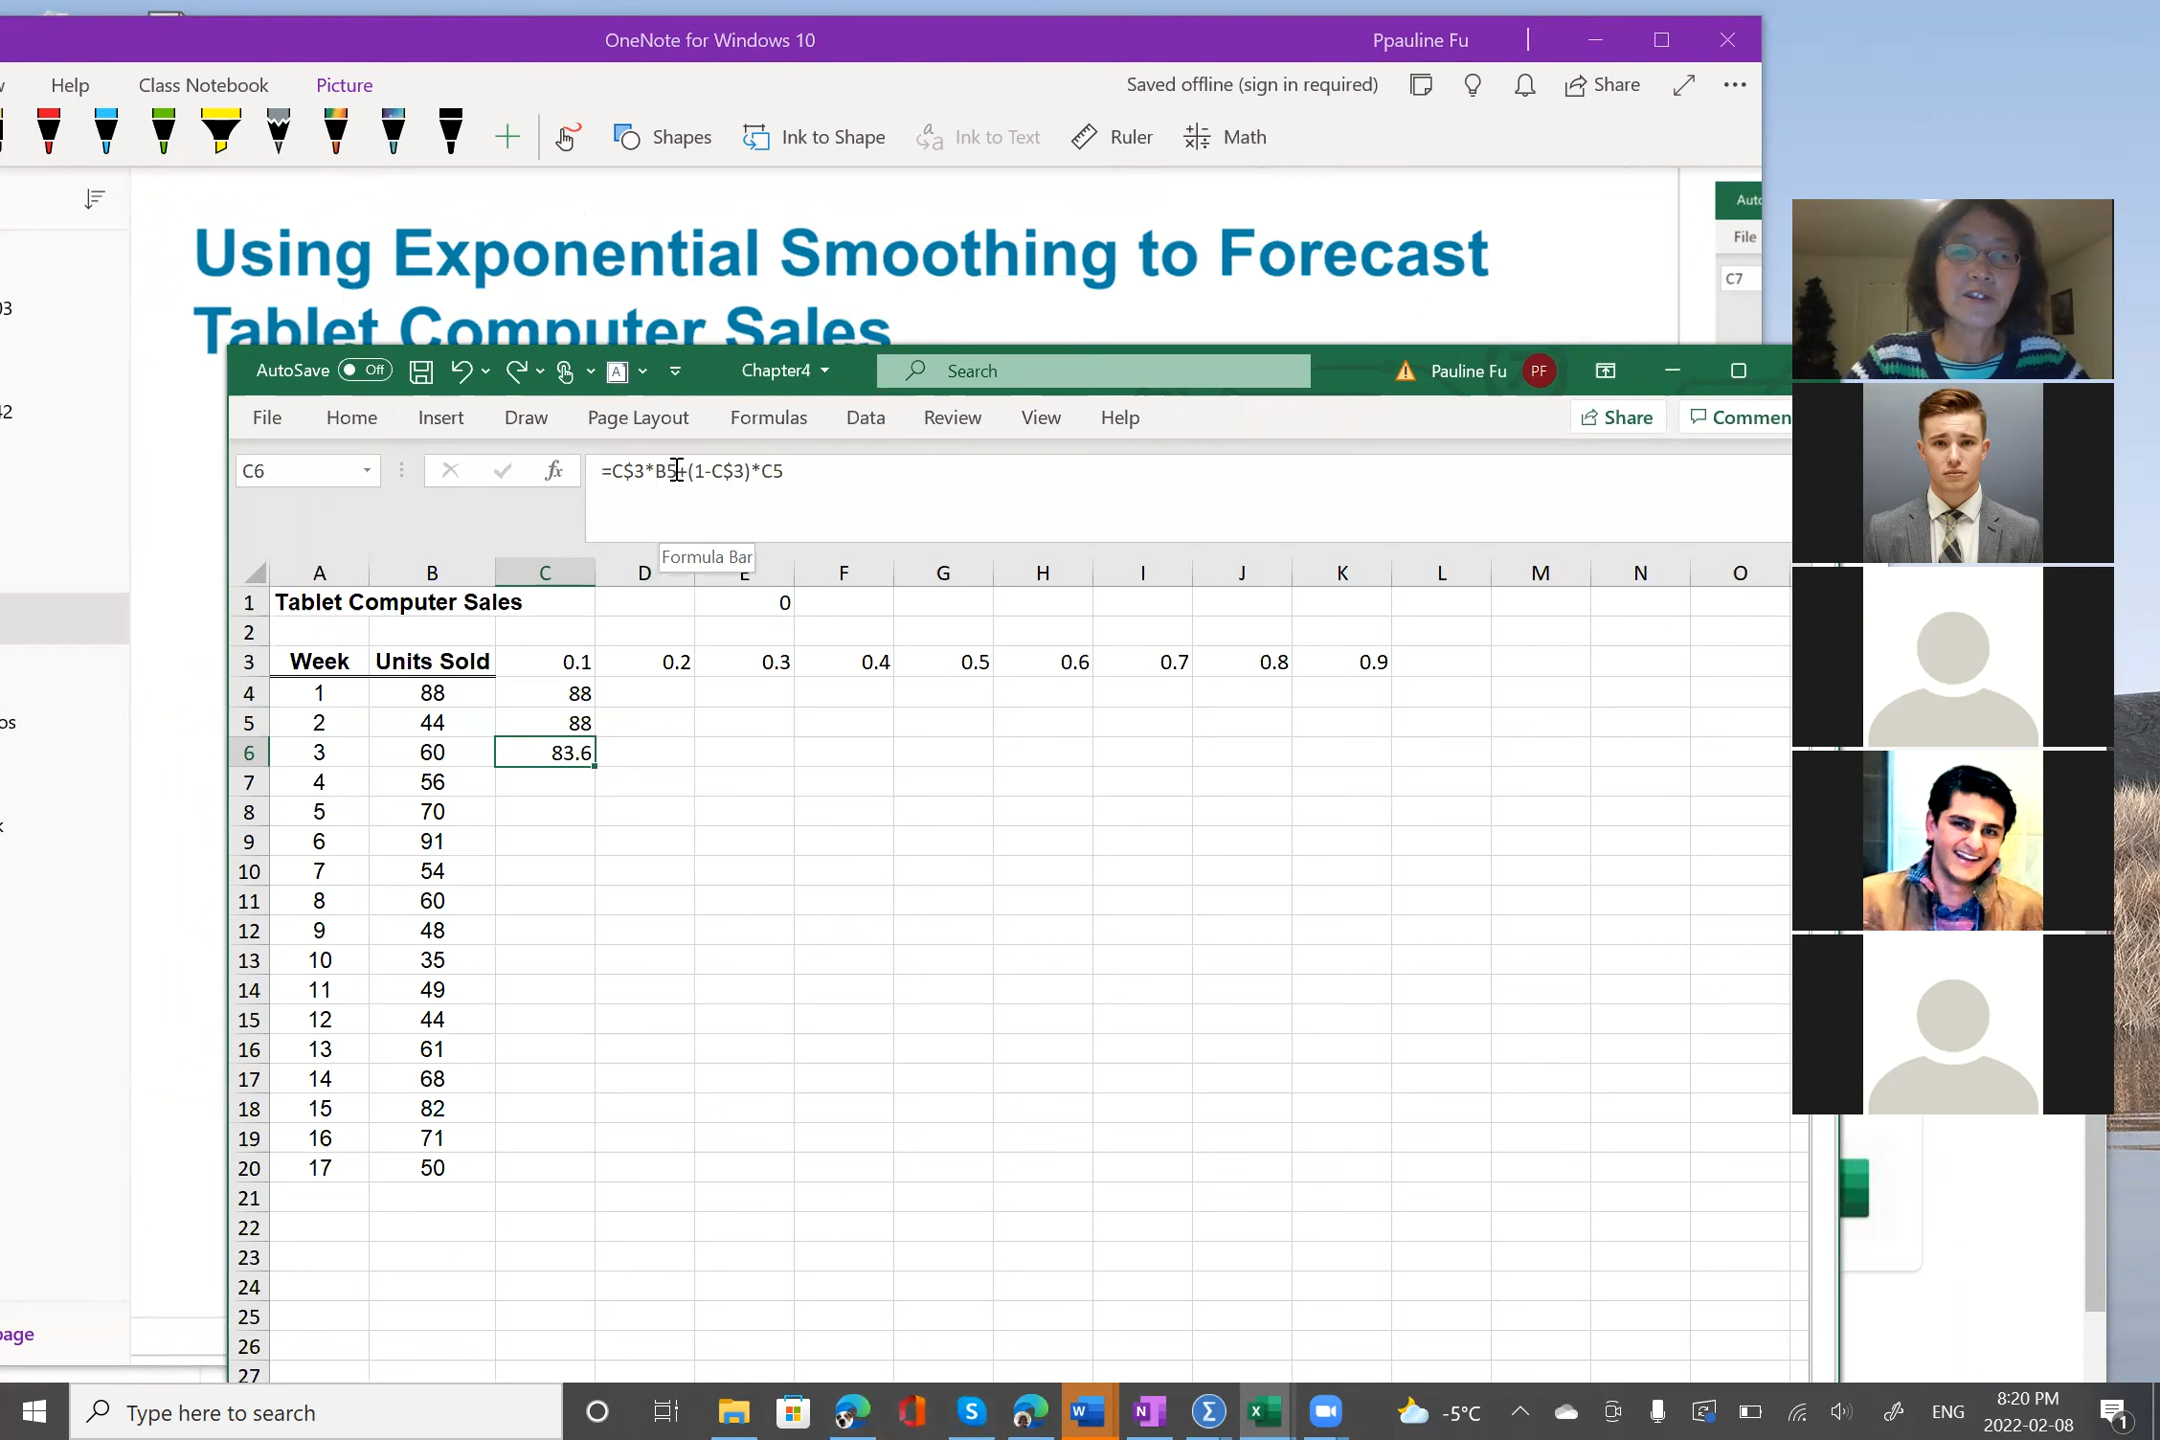 OneNote for Windows 10
Ppauline Fu
Help
Class Notebook
Picture
Saved offline (sign in required)
Share
Shapes
Ink to Shape
Ink to Text
Ruler
Math
Using Exponential Smoothing to Forecast
Tablet Computer Sales
File
C7
AutoSave
Off
Chapter4
Search
Pauline Fu
PF
File
Home
Insert
Draw
Page Layout
Formulas
Data
Review
View
Help
Share
Commen
C6
fx
=C$3*B5+(1-C$3)*C5
Formula Bar
A B C D E F G H I J K L M N O
1 Tablet Computer Sales 0
2
3 Week Units Sold 0.1 0.2 0.3 0.4 0.5 0.6 0.7 0.8 0.9
4 1 88 88
5 2 44 88
6 3 60 83.6
7 4 56
8 5 70
9 6 91
10 7 54
11 8 60
12 9 48
13 10 35
14 11 49
15 12 44
16 13 61
17 14 68
18 15 82
19 16 71
20 17 50
21
22
23
24
25
26
27
03
42
os
page
Type here to search
-5°C
ENG
8:20 PM
2022-02-08
1